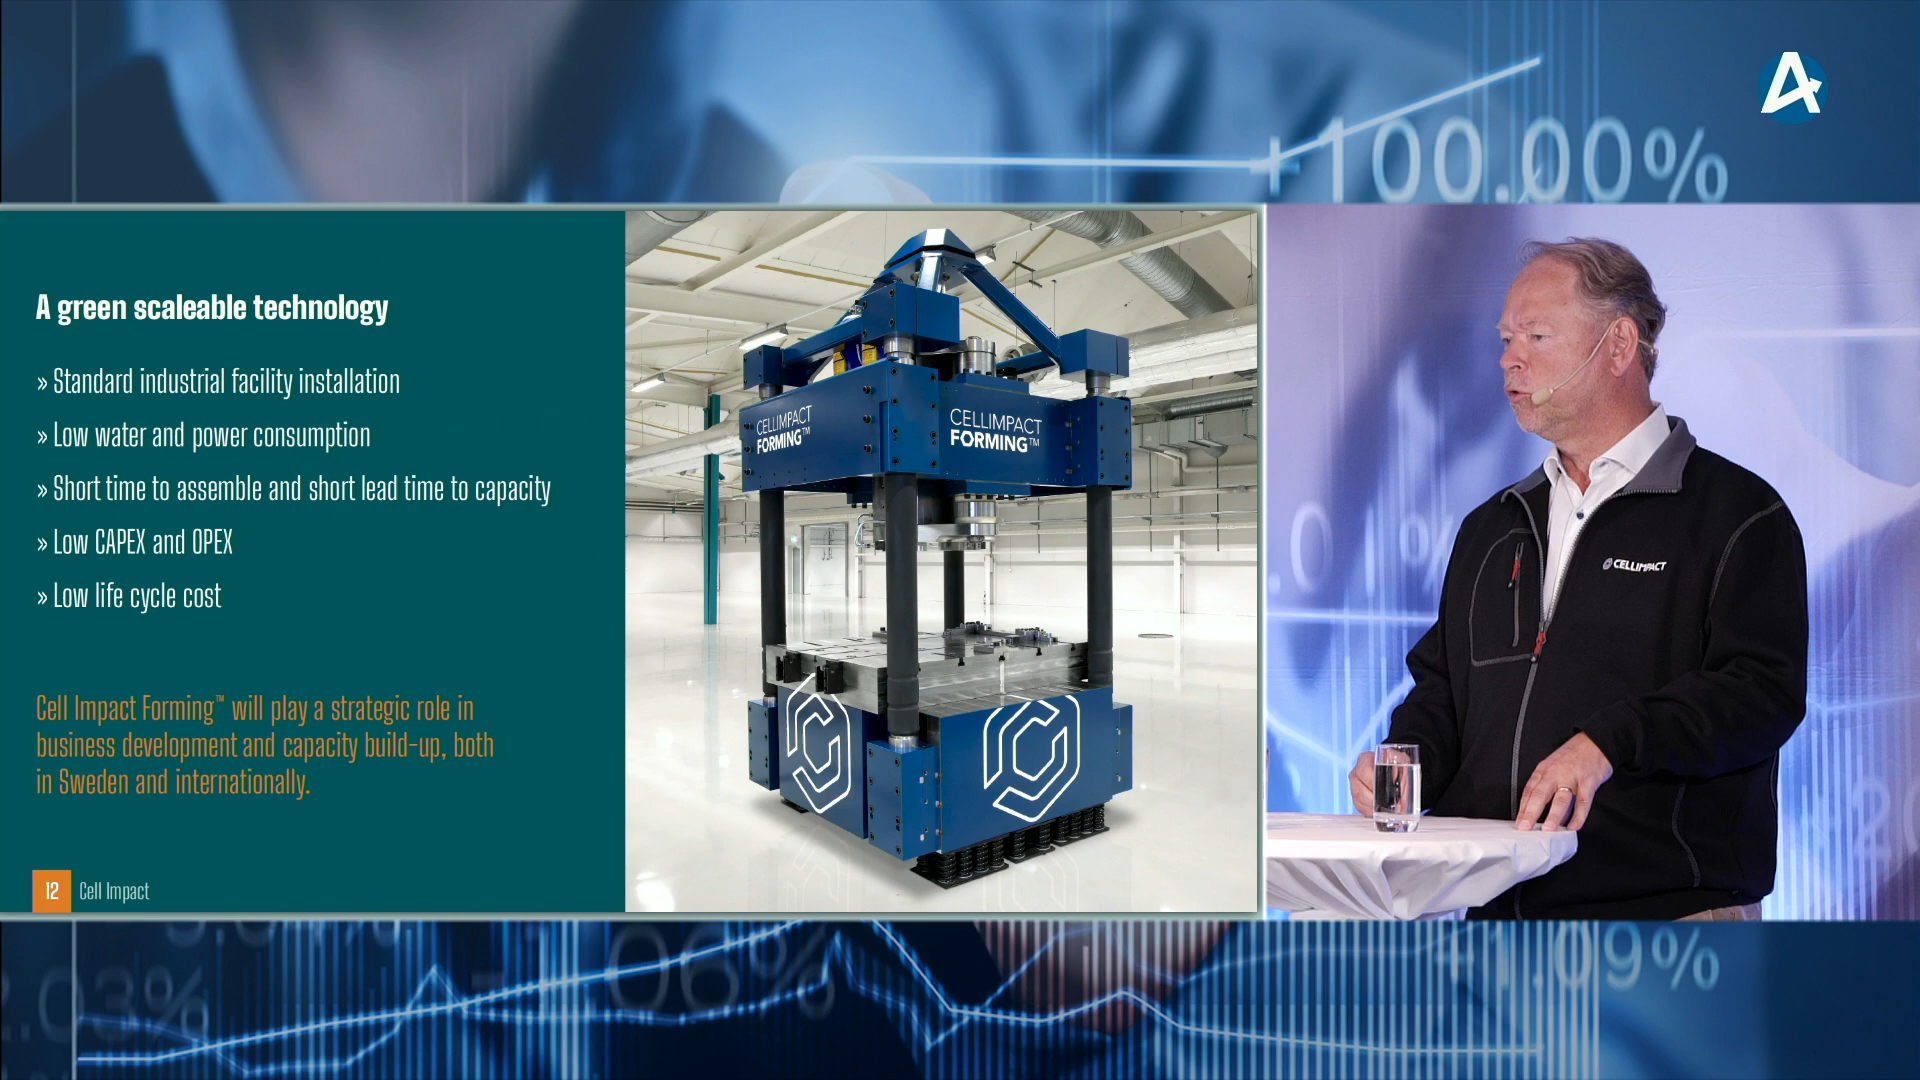 +100.00%
A green scaleable technology
» Standard industrial facility installation
» Low water and power consumption
» Short time to assemble and short lead time to capacity
» Low CAPEX and OPEX
» Low life cycle cost
Cell Impact Forming™ will play a strategic role in
business development and capacity build-up, both
in Sweden and internationally.
12 Cell Impact
CELLIMPACT
FORMING™
CELLIMPACT
FORMING™
CELLIMPACT
+1.09%